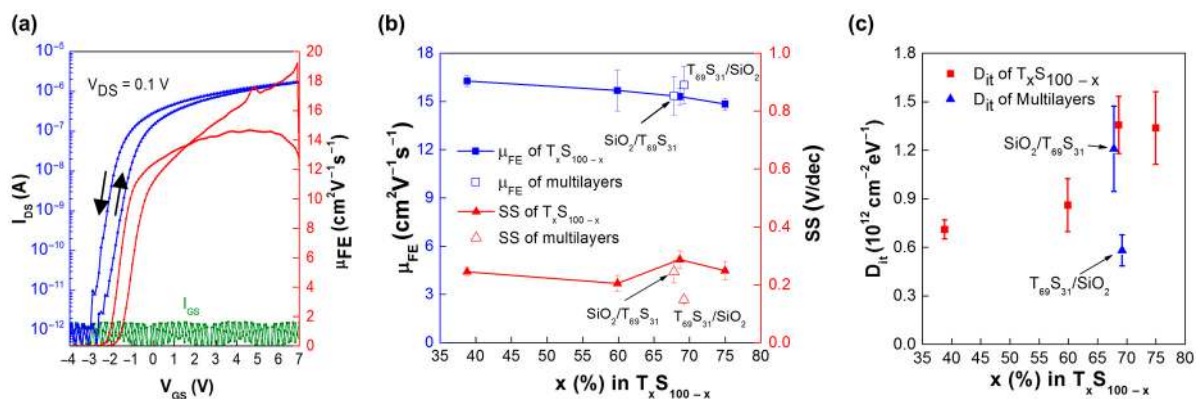 (a)
V_DS = 0.1 V
I_GS
I_DS (A)
10⁻⁵
10⁻⁶
10⁻⁷
10⁻⁸
10⁻⁹
10⁻¹⁰
10⁻¹¹
10⁻¹²
−4 −3 −2 −1 0 1 2 3 4 5 6 7
V_GS (V)
20
18
16
14
12
10
8
6
4
2
0
μ_FE (cm²V⁻¹s⁻¹)
(b)
μ_FE (cm²V⁻¹s⁻¹)
18
15
12
9
6
3
0
T₆₉S₃₁/SiO₂
SiO₂/T₆₉S₃₁
μ_FE of TₓS₁₀₀₋ₓ
μ_FE of multilayers
SS of TₓS₁₀₀₋ₓ
SS of multilayers
SiO₂/T₆₉S₃₁ T₆₉S₃₁/SiO₂
35 40 45 50 55 60 65 70 75 80
x (%) in TₓS₁₀₀₋ₓ
1.0
0.8
0.6
0.4
0.2
0.0
SS (V/dec)
(c)
D_it (10¹² cm⁻²eV⁻¹)
1.8
1.5
1.2
0.9
0.6
0.3
0.0
D_it of TₓS₁₀₀₋ₓ
D_it of Multilayers
SiO₂/T₆₉S₃₁
T₆₉S₃₁/SiO₂
35 40 45 50 55 60 65 70 75 80
x (%) in TₓS₁₀₀₋ₓ